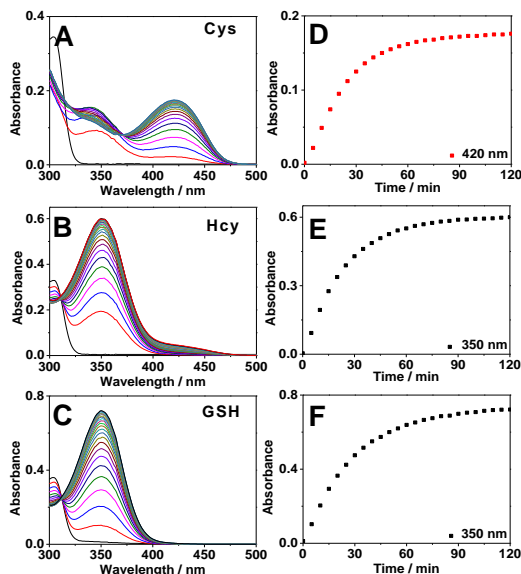 A
Cys
Absorbance
0.4
0.2
0.0
300 350 400 450 500
Wavelength / nm
D
Absorbance
0.2
0.1
0.0
420 nm
0 30 60 90 120
Time / min
B
Hcy
Absorbance
0.6
0.4
0.2
0.0
300 350 400 450 500
Wavelength / nm
E
Absorbance
0.6
0.3
0.0
350 nm
0 30 60 90 120
Time / min
C
GSH
Absorbance
0.8
0.4
0.0
300 350 400 450 500
Wavelength / nm
F
Absorbance
0.8
0.4
0.0
350 nm
0 30 60 90 120
Time / min